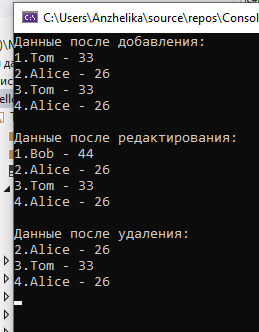 C:\Users\Anzhelika\source\repos\Consol
Данные после добавления:
1.Tom - 33
2.Alice - 26
3.Tom - 33
4.Alice - 26
Данные после редактирования:
1.Bob - 44
2.Alice - 26
3.Tom - 33
4.Alice - 26
Данные после удаления:
2.Alice - 26
3.Tom - 33
4.Alice - 26